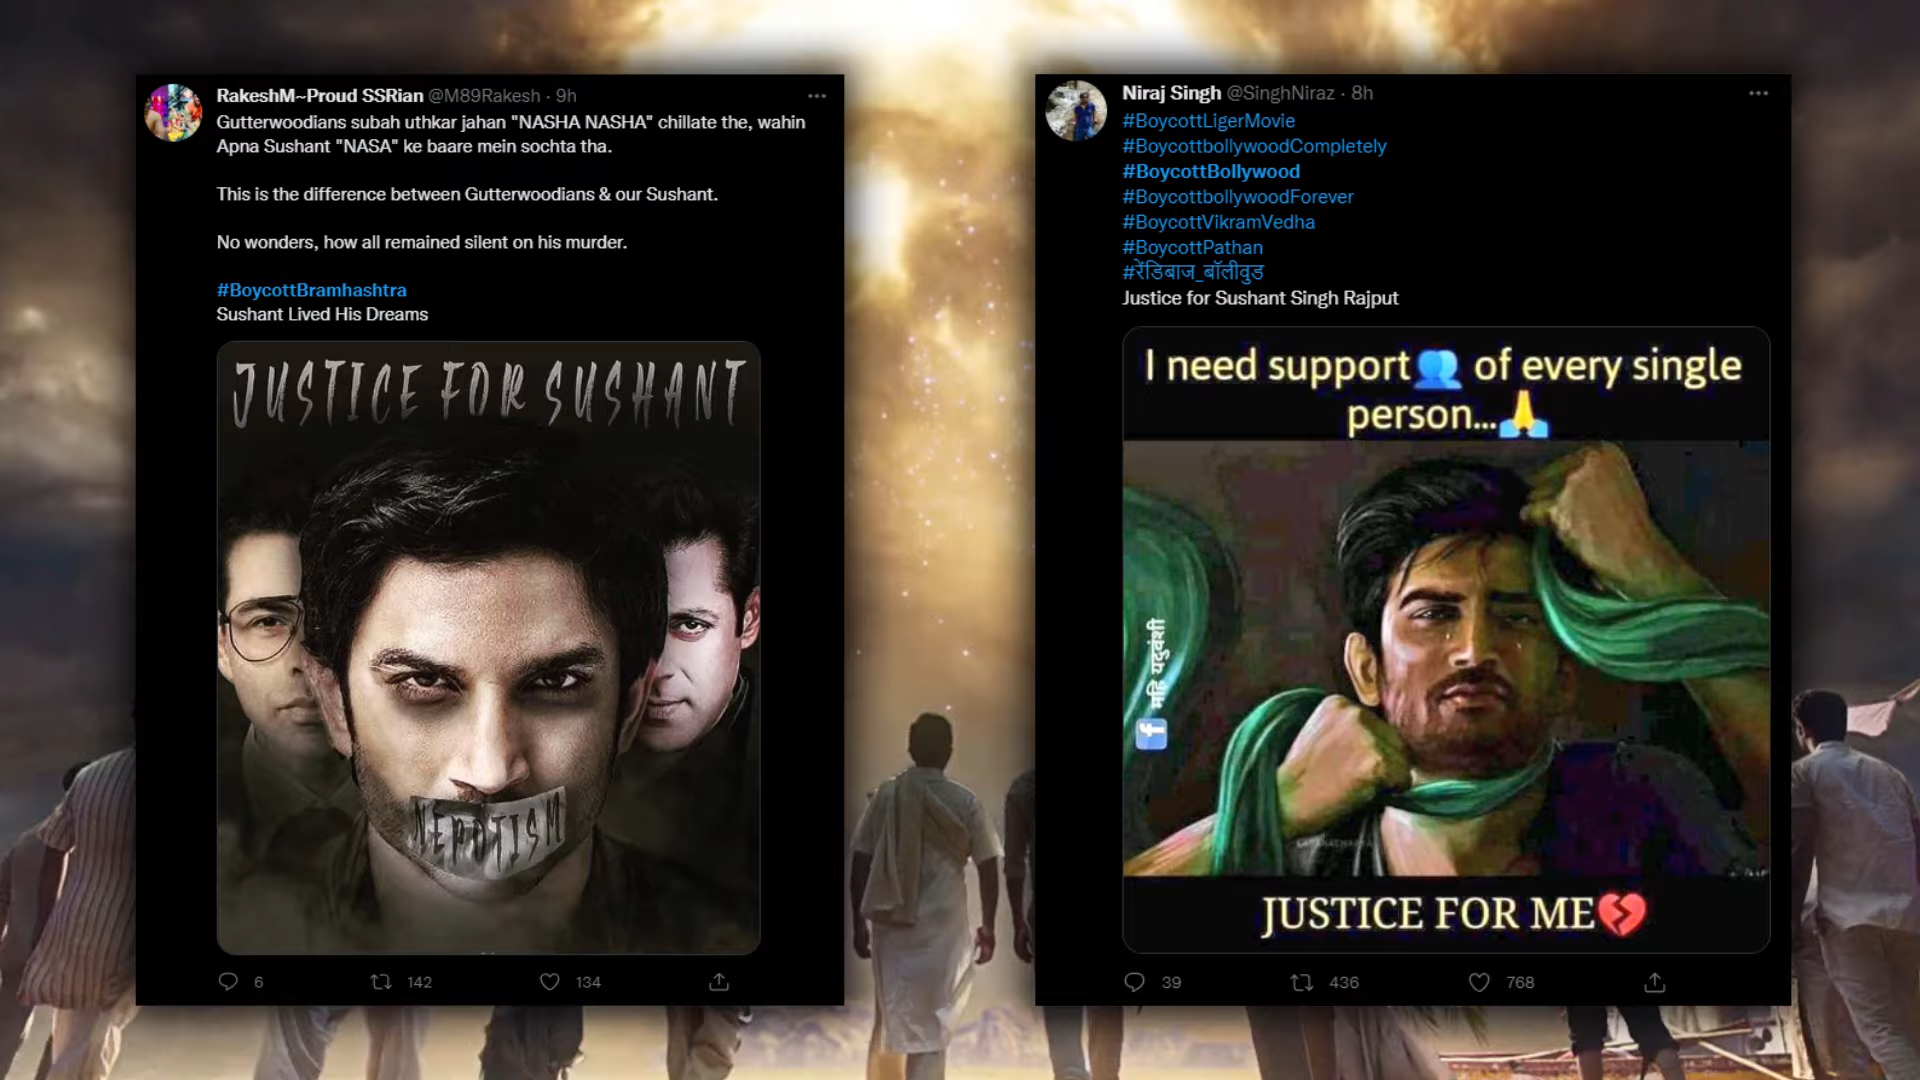 RakeshM~Proud SSRian @M89Rakesh · 9h
Gutterwoodians subah uthkar jahan "NASHA NASHA" chillate the, wahin
Apna Sushant "NASA" ke baare mein sochta tha.
This is the difference between Gutterwoodians & our Sushant.
No wonders, how all remained silent on his murder.
#BoycottBramhashtra
Sushant Lived His Dreams
JUSTICE FOR SUSHANT
NEPOTISM
6 142 134
Niraj Singh @SinghNiraz · 8h
#BoycottLigerMovie
#BoycottbollywoodCompletely
#BoycottBollywood
#BoycottbollywoodForever
#BoycottVikramVedha
#BoycottPathan
#रेंडिबाज_बॉलीवुड
Justice for Sushant Singh Rajput
I need support👥 of every single
person...🙏
महि यदुवंशी
JUSTICE FOR ME💔
39 436 768